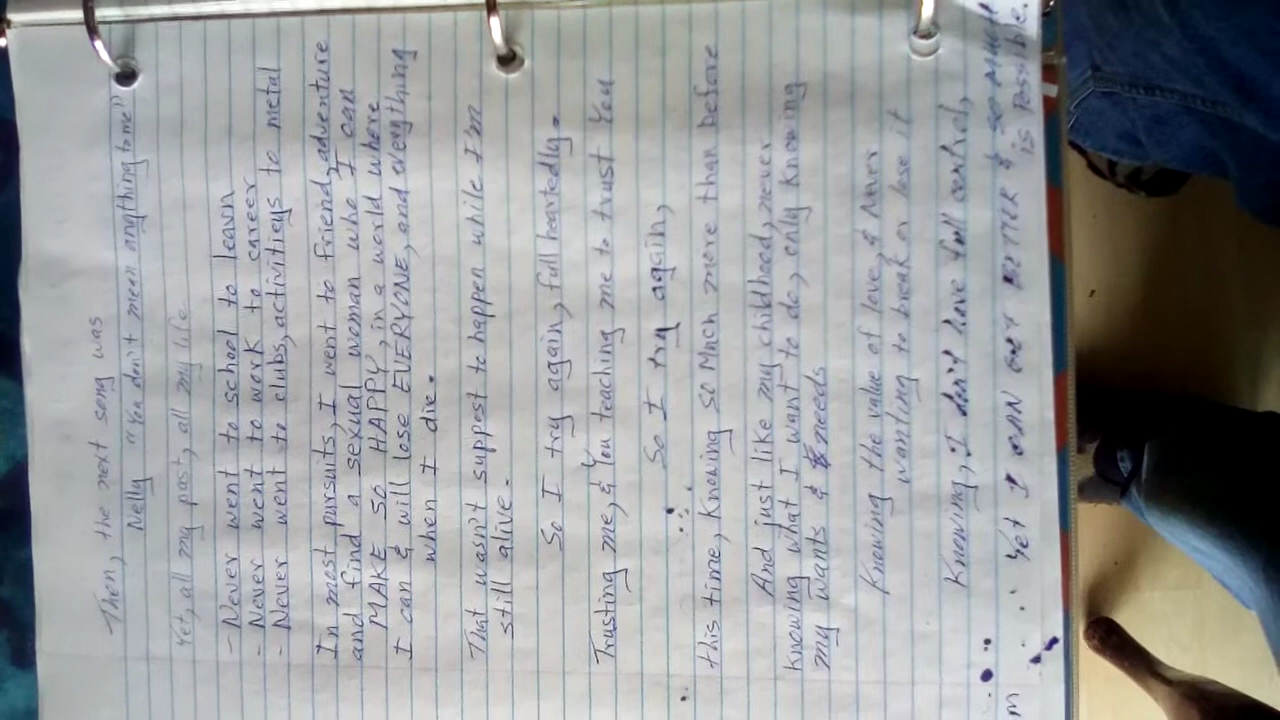 Then, the next song was
Nelly "You don't mean anything to me"
Yet, all my past, all my life
- Never went to school to learn
- Never went to work to career
- Never went to clubs, activitieys to metal
In most pursuits, I went to friend, adventure
and find a sexual woman who I can
MAKE SO HAPPY, in a world where
I can & will lose EVERYONE, and everything
when I die.
That wasn't suppost to happen while I'm
still alive.
So I try again, full heartedly.
Trusting me, & You teaching me to trust You
So I try again,
this time, knowing so Much more than before
And just like my childhood, never
knowing what I want to do, only knowing
my wants & needs
Knowing the value of love, &
wanting to break or lose it
Knowing, I don't have full control,
Yet I CAN GET BETTER & SO MUCH
is Possible.